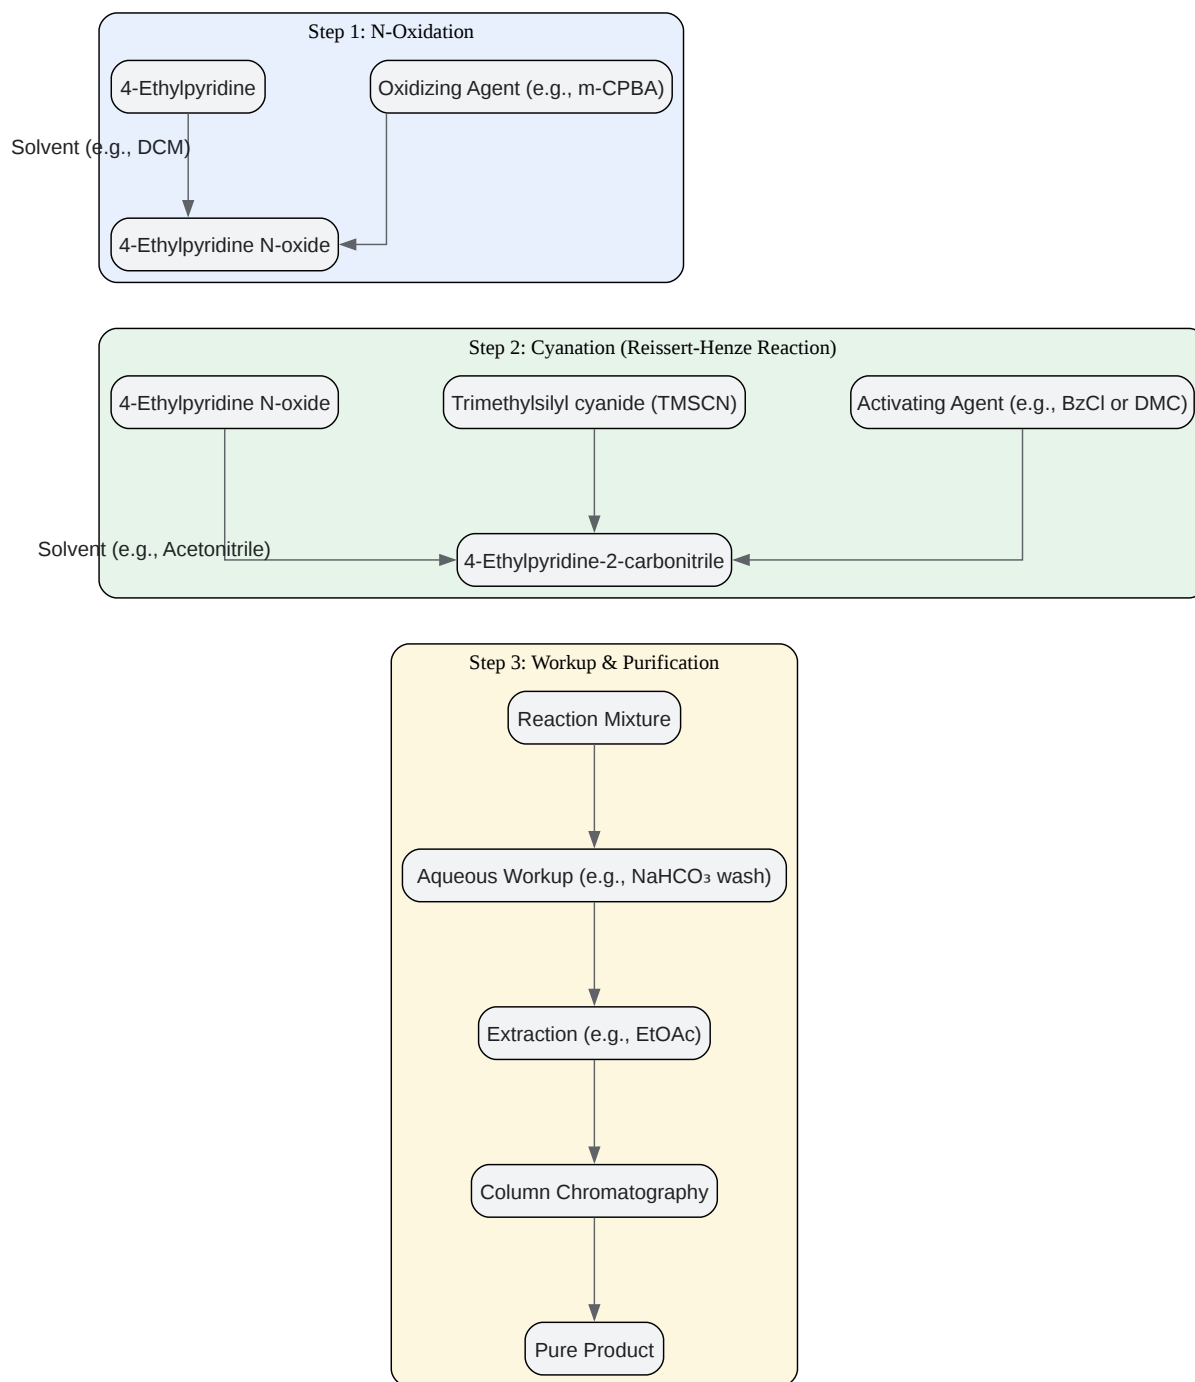 Step 1: N-Oxidation
4-Ethylpyridine
Oxidizing Agent (e.g., m-CPBA)
Solvent (e.g., DCM)
4-Ethylpyridine N-oxide
Step 2: Cyanation (Reissert-Henze Reaction)
4-Ethylpyridine N-oxide
Trimethylsilyl cyanide (TMSCN)
Activating Agent (e.g., BzCl or DMC)
Solvent (e.g., Acetonitrile)
4-Ethylpyridine-2-carbonitrile
Step 3: Workup & Purification
Reaction Mixture
Aqueous Workup (e.g., NaHCO₃ wash)
Extraction (e.g., EtOAc)
Column Chromatography
Pure Product